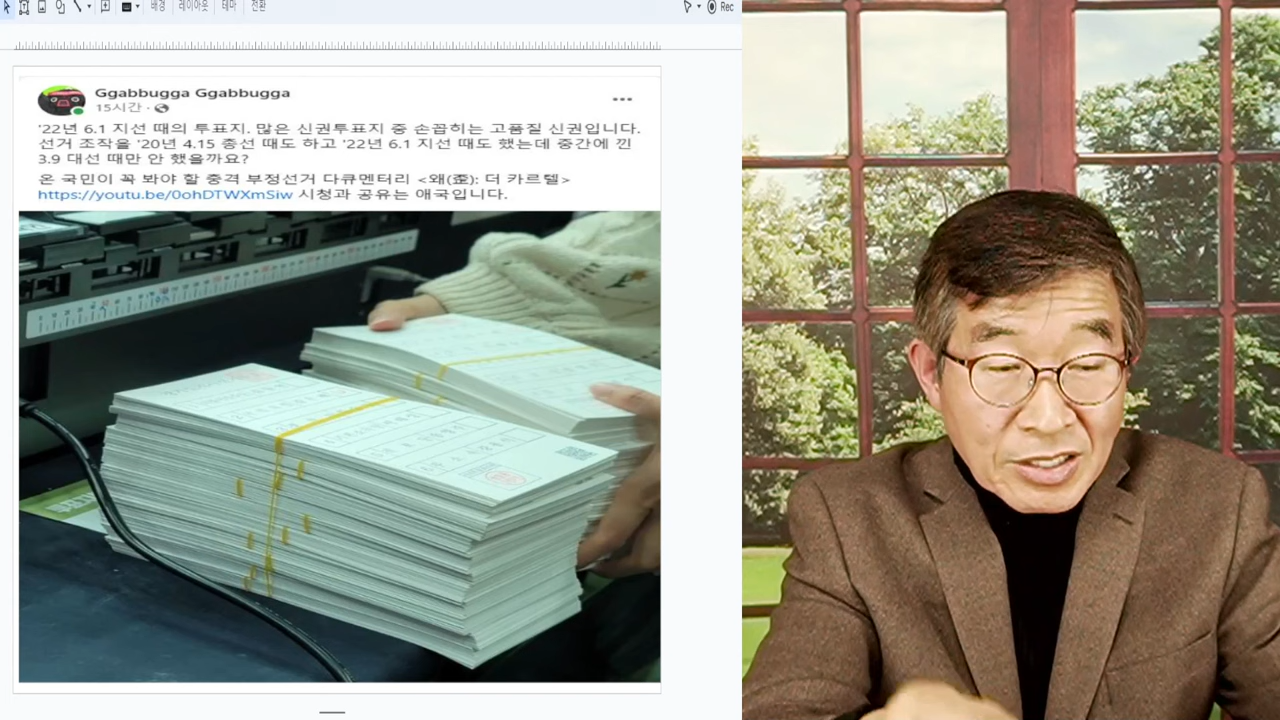 배경 레이아웃 테마 전환
Rec
Ggabbugga Ggabbugga
15시간 ·
'22년 6.1 지선 때의 투표지. 많은 신권투표지 중 손꼽히는 고품질 신권입니다.
선거 조작을 '20년 4.15 총선 때도 하고 '22년 6.1 지선 때도 했는데 중간에 낀
3.9 대선 때만 안 했을까요?
온 국민이 꼭 봐야 할 충격 부정선거 다큐멘터리 <왜(歪): 더 카르텔>
https://youtu.be/0ohDTWXmSiw 시청과 공유는 애국입니다.